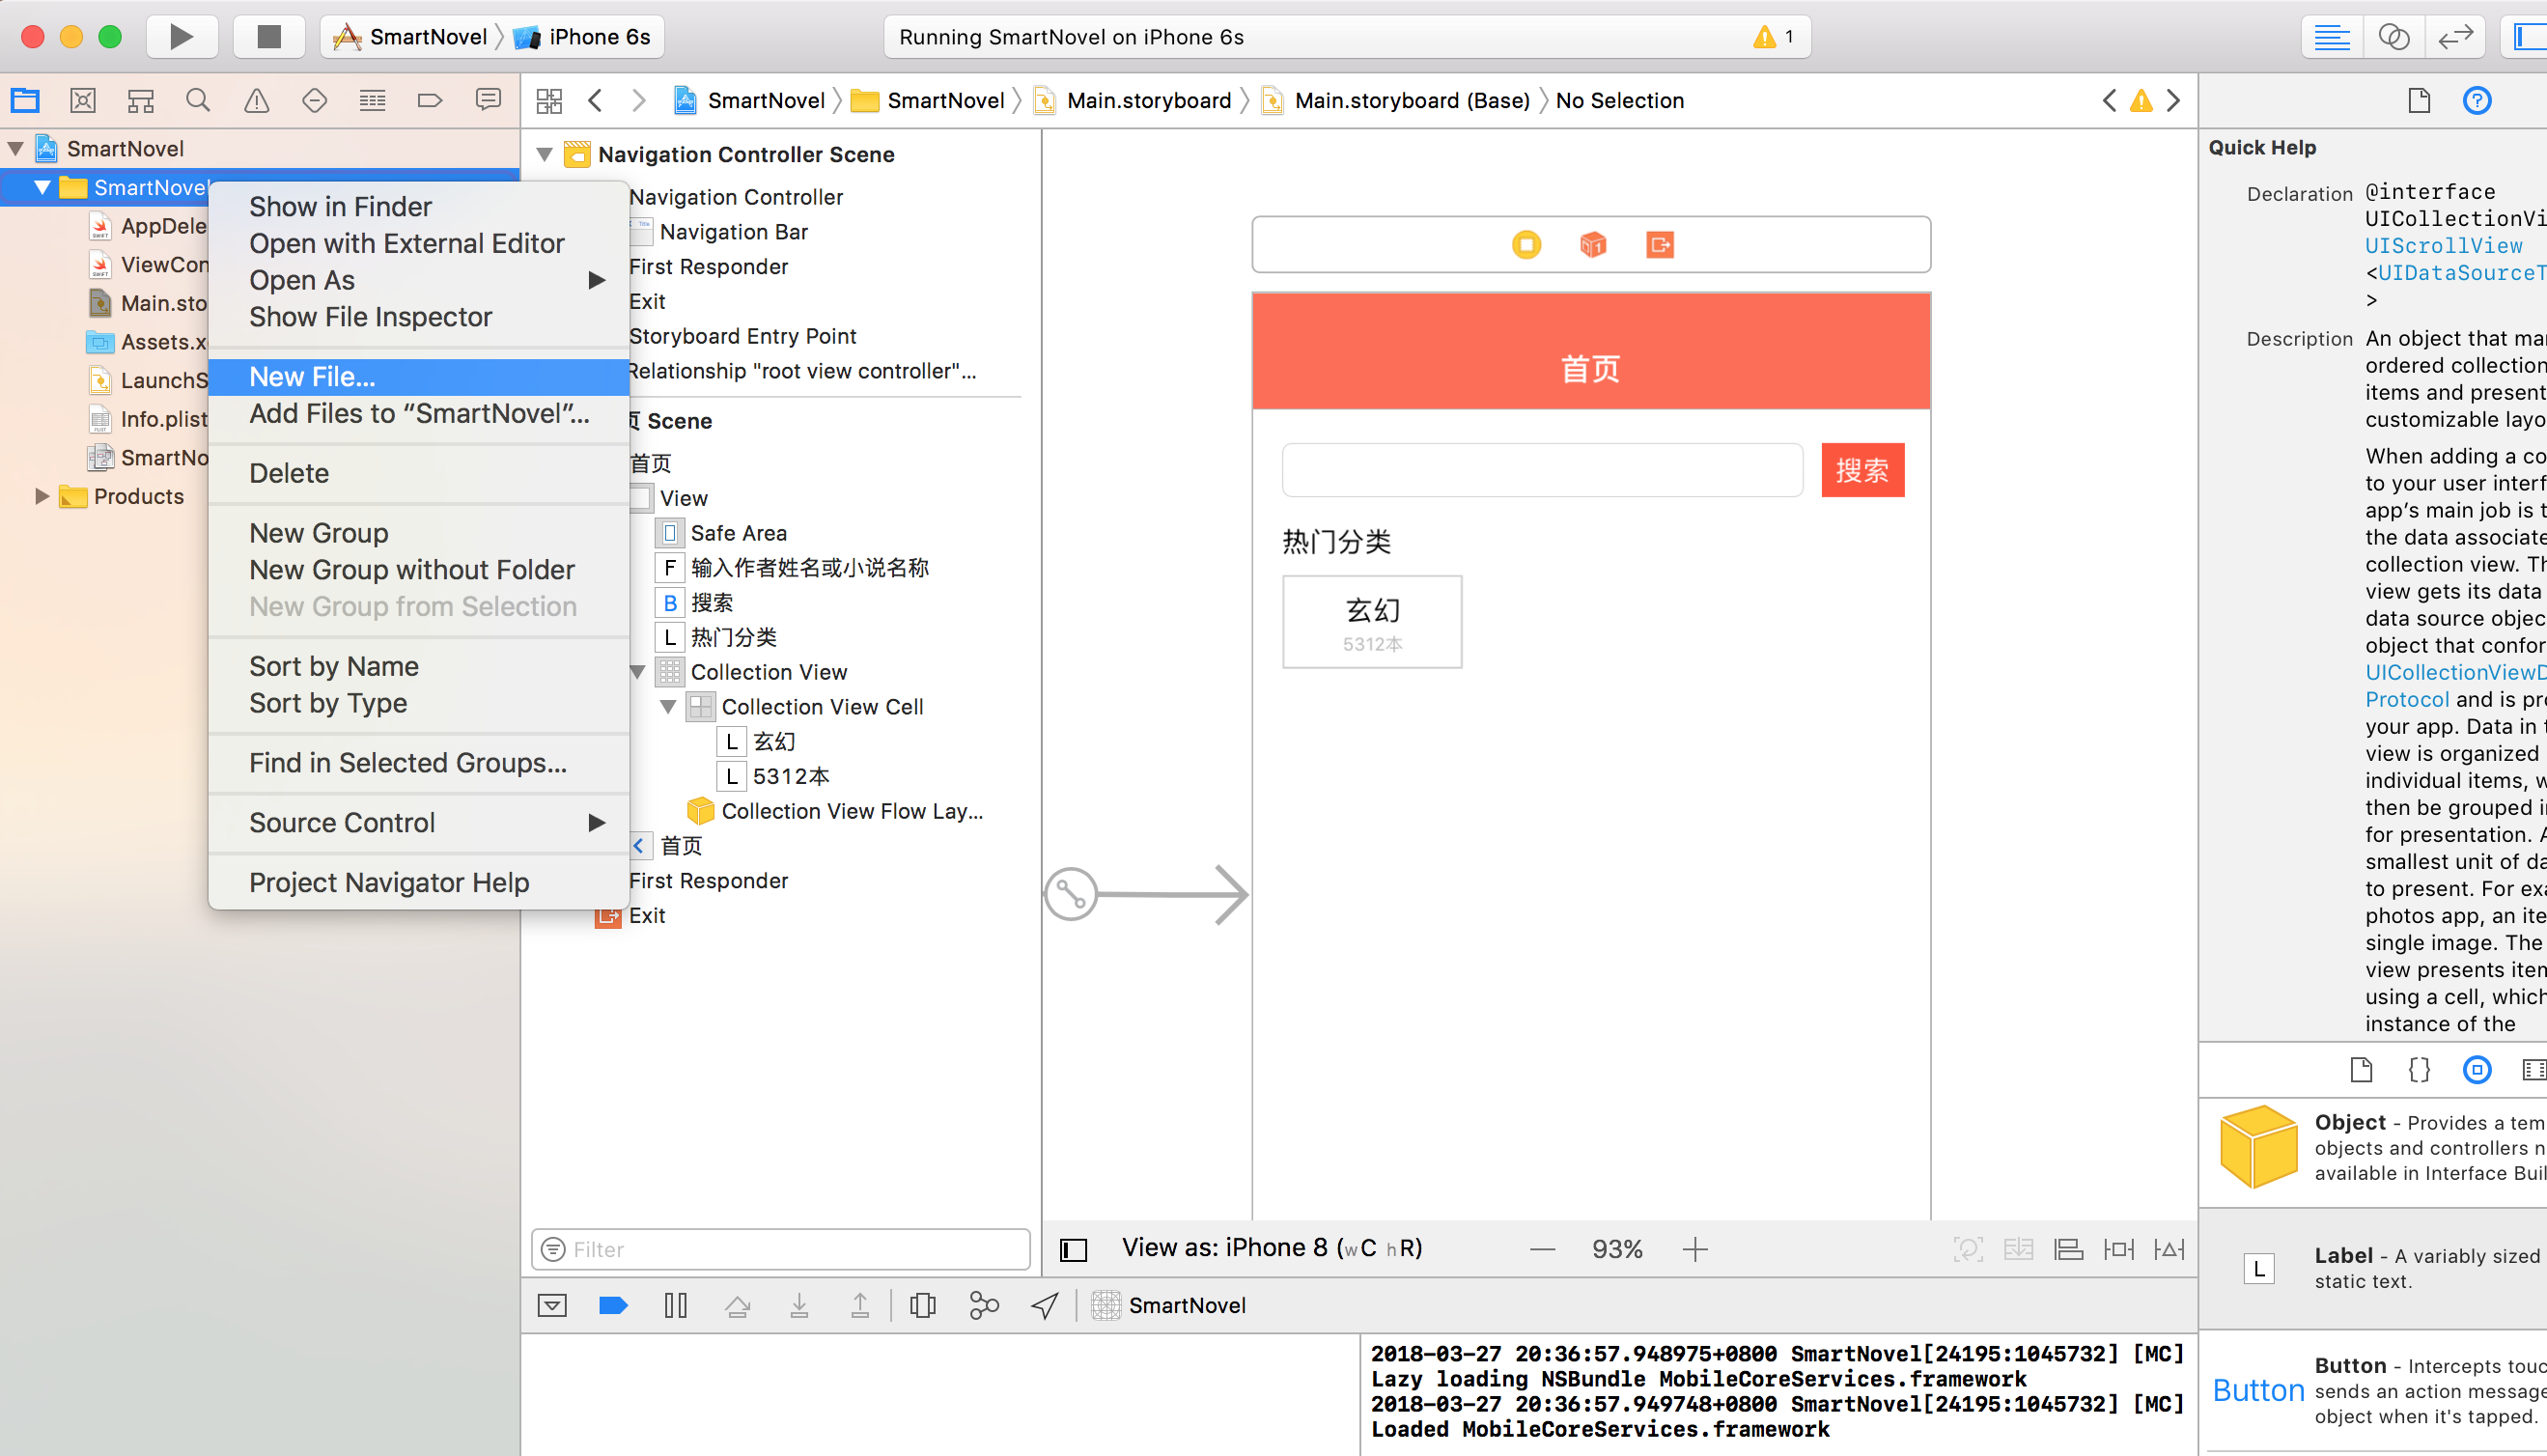 SmartNovel
iPhone 6s
Running SmartNovel on iPhone 6s
1
SmartNovel
SmartNovel
Main.storyboard
Main.storyboard (Base)
No Selection
SmartNovel
SmartNovel
AppDele
ViewCon
Main.sto
Assets.x
LaunchS
Info.plist
SmartNo
Products
Show in Finder
Open with External Editor
Open As
Show File Inspector
New File...
Add Files to “SmartNovel”...
Delete
New Group
New Group without Folder
New Group from Selection
Sort by Name
Sort by Type
Find in Selected Groups...
Source Control
Project Navigator Help
Navigation Controller Scene
Navigation Controller
Navigation Bar
First Responder
Exit
Storyboard Entry Point
Relationship "root view controller"...
Scene
首页
View
Safe Area
F 输入作者姓名或小说名称
B 搜索
L 热门分类
Collection View
Collection View Cell
L 玄幻
L 5312本
Collection View Flow Lay...
首页
First Responder
Exit
Filter
首页
搜索
热门分类
玄幻
5312本
View as: iPhone 8 (wC hR)
93%
SmartNovel
2018-03-27 20:36:57.948975+0800 SmartNovel[24195:1045732] [MC]
Lazy loading NSBundle MobileCoreServices.framework
2018-03-27 20:36:57.949748+0800 SmartNovel[24195:1045732] [MC]
Loaded MobileCoreServices.framework
Quick Help
Declaration @interface
UICollectionVi
UIScrollView
<UIDataSourceT
>
Description An object that ma
ordered collection
items and present
customizable layo
When adding a co
to your user interf
app’s main job is t
the data associate
collection view. Th
view gets its data
data source objec
object that confor
UICollectionViewD
Protocol and is pr
your app. Data in t
view is organized
individual items, w
then be grouped i
for presentation. A
smallest unit of da
to present. For exa
photos app, an ite
single image. The
view presents item
using a cell, which
instance of the
Object - Provides a tem
objects and controllers n
available in Interface Buil
L
Label - A variably sized
static text.
Button
Button - Intercepts touc
sends an action message
object when it's tapped.